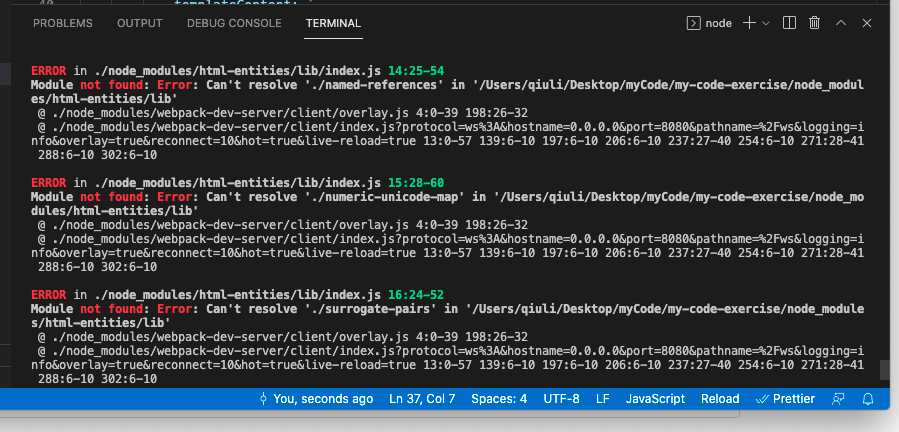 40 templateContent: `
PROBLEMS OUTPUT DEBUG CONSOLE TERMINAL node
ERROR in ./node_modules/html-entities/lib/index.js 14:25-54
Module not found: Error: Can't resolve './named-references' in '/Users/qiuli/Desktop/myCode/my-code-exercise/node_modul
es/html-entities/lib'
@ ./node_modules/webpack-dev-server/client/overlay.js 4:0-39 198:26-32
@ ./node_modules/webpack-dev-server/client/index.js?protocol=ws%3A&hostname=0.0.0.0&port=8080&pathname=%2Fws&logging=i
nfo&overlay=true&reconnect=10&hot=true&live-reload=true 13:0-57 139:6-10 197:6-10 206:6-10 237:27-40 254:6-10 271:28-41
288:6-10 302:6-10
ERROR in ./node_modules/html-entities/lib/index.js 15:28-60
Module not found: Error: Can't resolve './numeric-unicode-map' in '/Users/qiuli/Desktop/myCode/my-code-exercise/node_mo
dules/html-entities/lib'
@ ./node_modules/webpack-dev-server/client/overlay.js 4:0-39 198:26-32
@ ./node_modules/webpack-dev-server/client/index.js?protocol=ws%3A&hostname=0.0.0.0&port=8080&pathname=%2Fws&logging=i
nfo&overlay=true&reconnect=10&hot=true&live-reload=true 13:0-57 139:6-10 197:6-10 206:6-10 237:27-40 254:6-10 271:28-41
288:6-10 302:6-10
ERROR in ./node_modules/html-entities/lib/index.js 16:24-52
Module not found: Error: Can't resolve './surrogate-pairs' in '/Users/qiuli/Desktop/myCode/my-code-exercise/node_module
s/html-entities/lib'
@ ./node_modules/webpack-dev-server/client/overlay.js 4:0-39 198:26-32
@ ./node_modules/webpack-dev-server/client/index.js?protocol=ws%3A&hostname=0.0.0.0&port=8080&pathname=%2Fws&logging=i
nfo&overlay=true&reconnect=10&hot=true&live-reload=true 13:0-57 139:6-10 197:6-10 206:6-10 237:27-40 254:6-10 271:28-41
288:6-10 302:6-10
You, seconds ago Ln 37, Col 7 Spaces: 4 UTF-8 LF JavaScript Reload Prettier